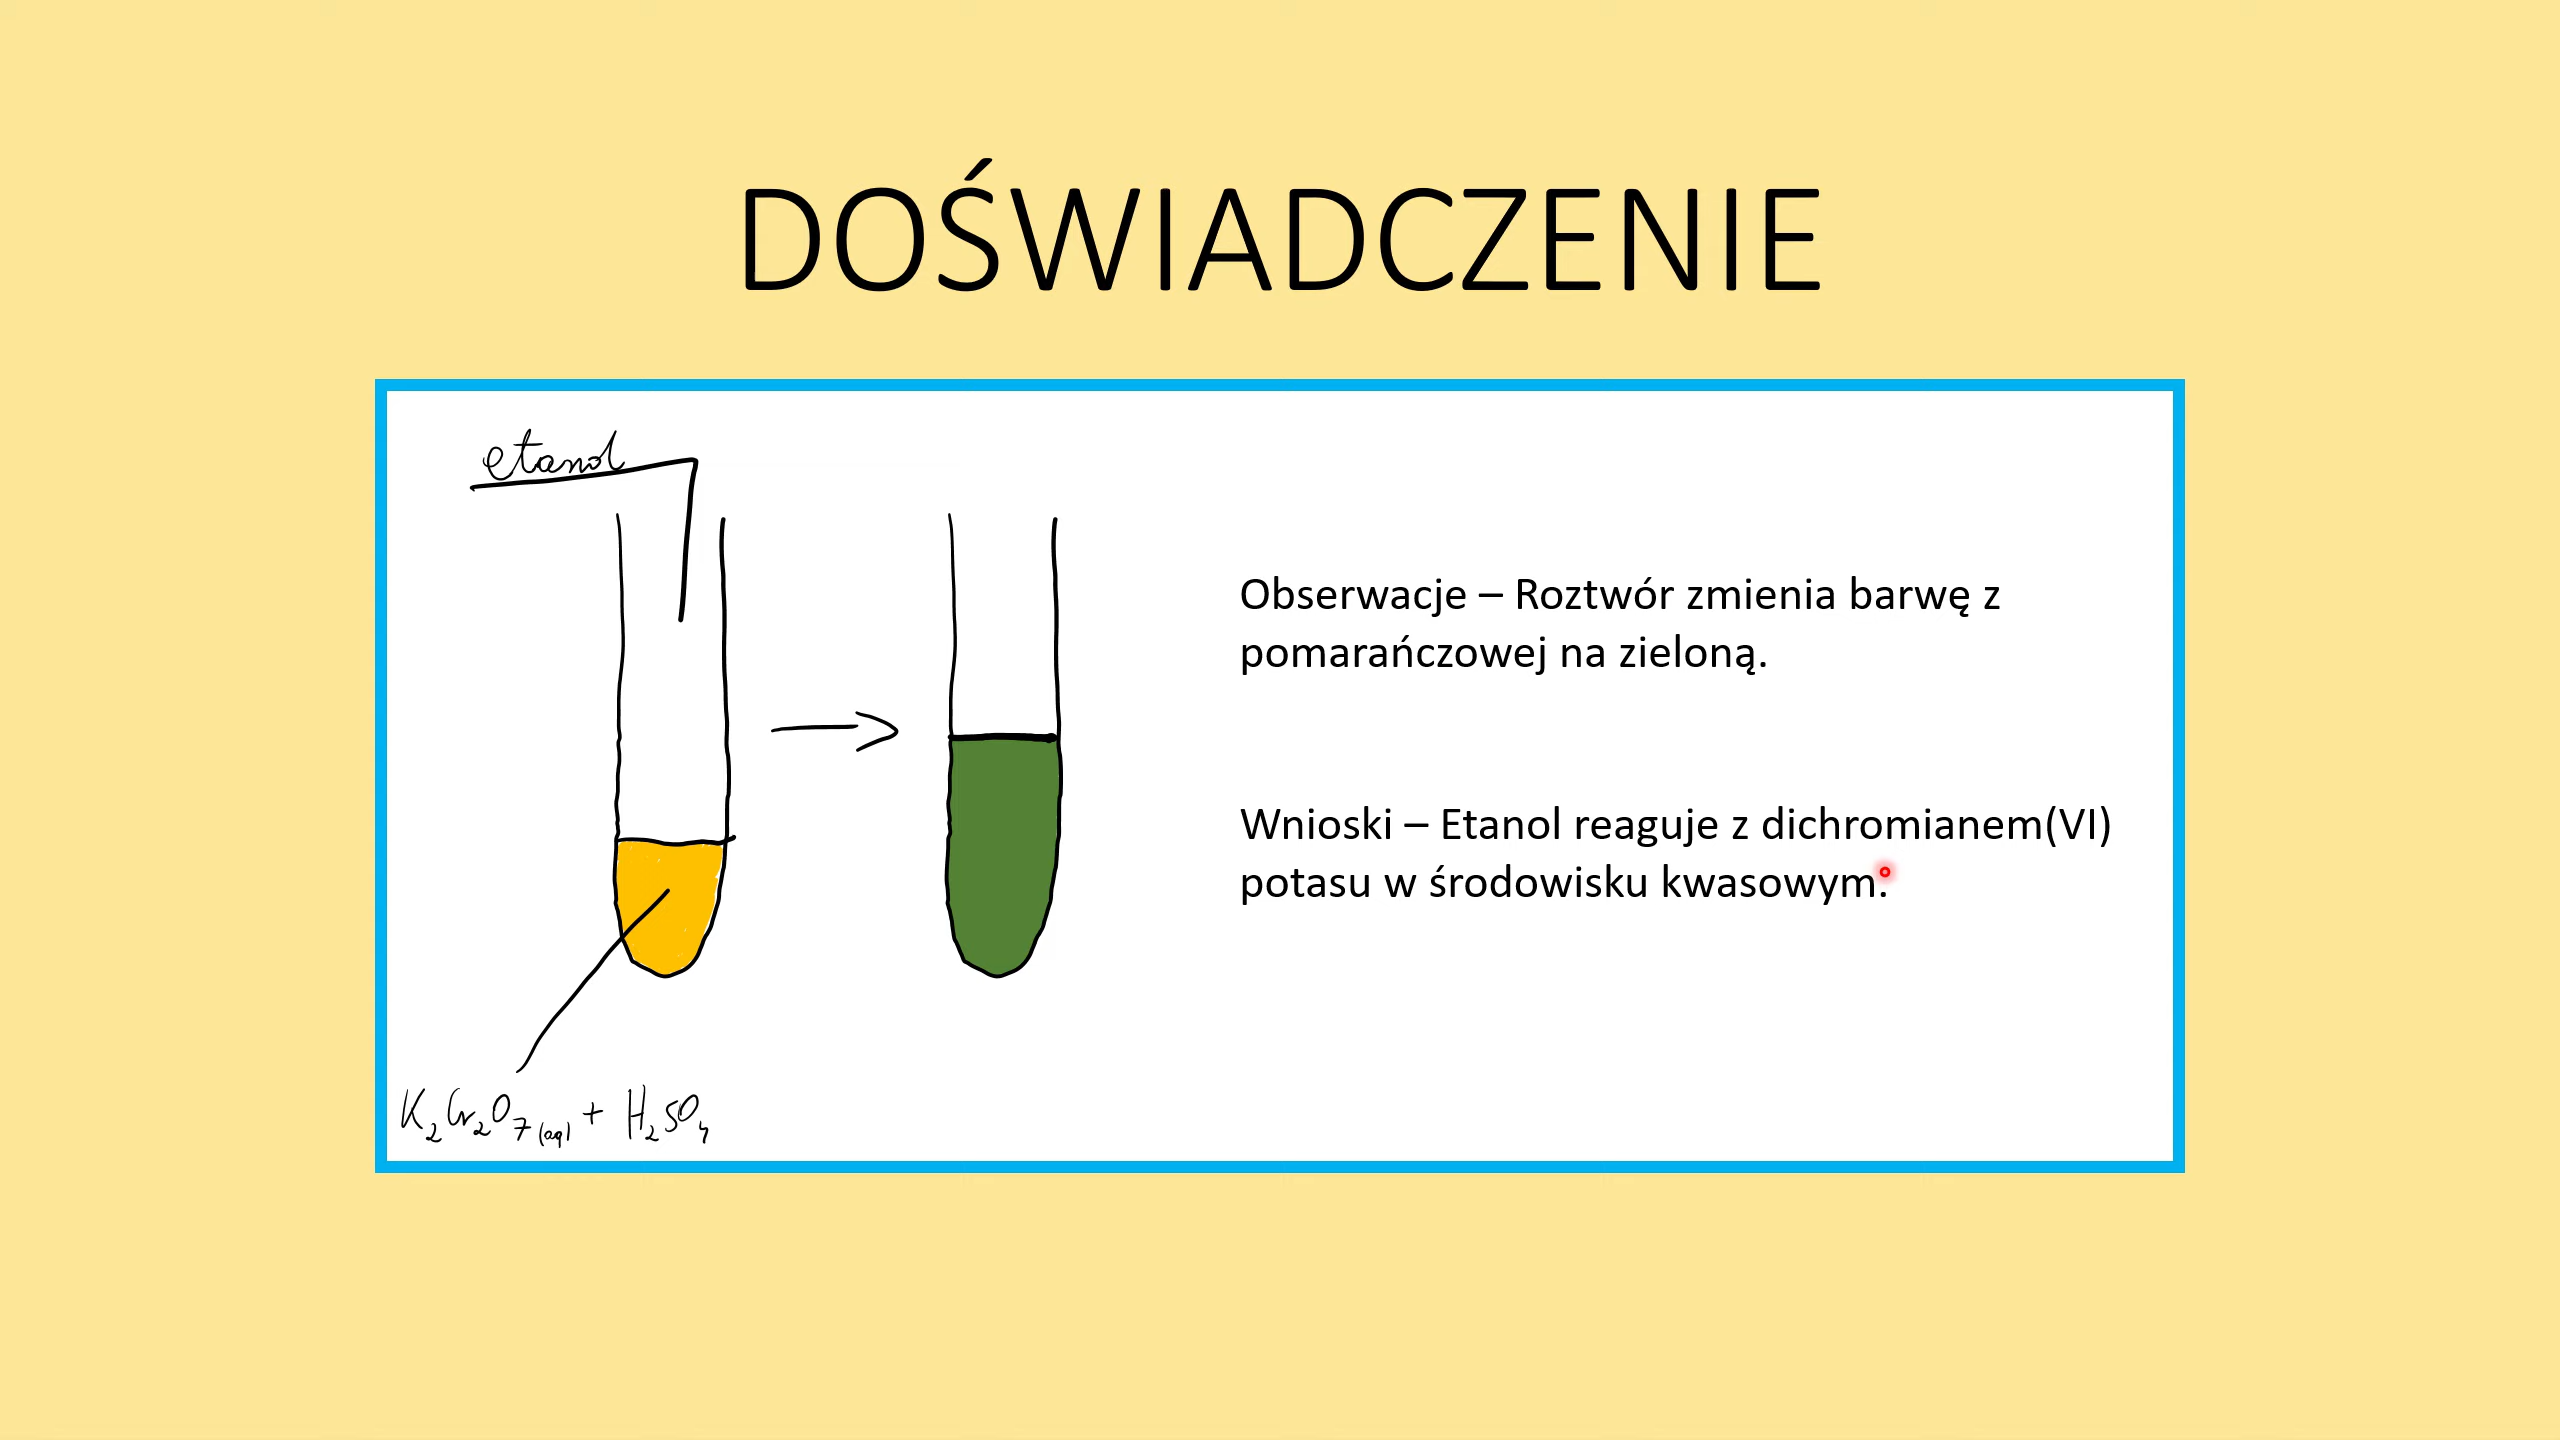 DOŚWIADCZENIE
etanol
Obserwacje – Roztwór zmienia barwę z
pomarańczowej na zieloną.
Wnioski – Etanol reaguje z dichromianem(VI)
potasu w środowisku kwasowym.
K₂Cr₂O₇(aq) + H₂SO₄